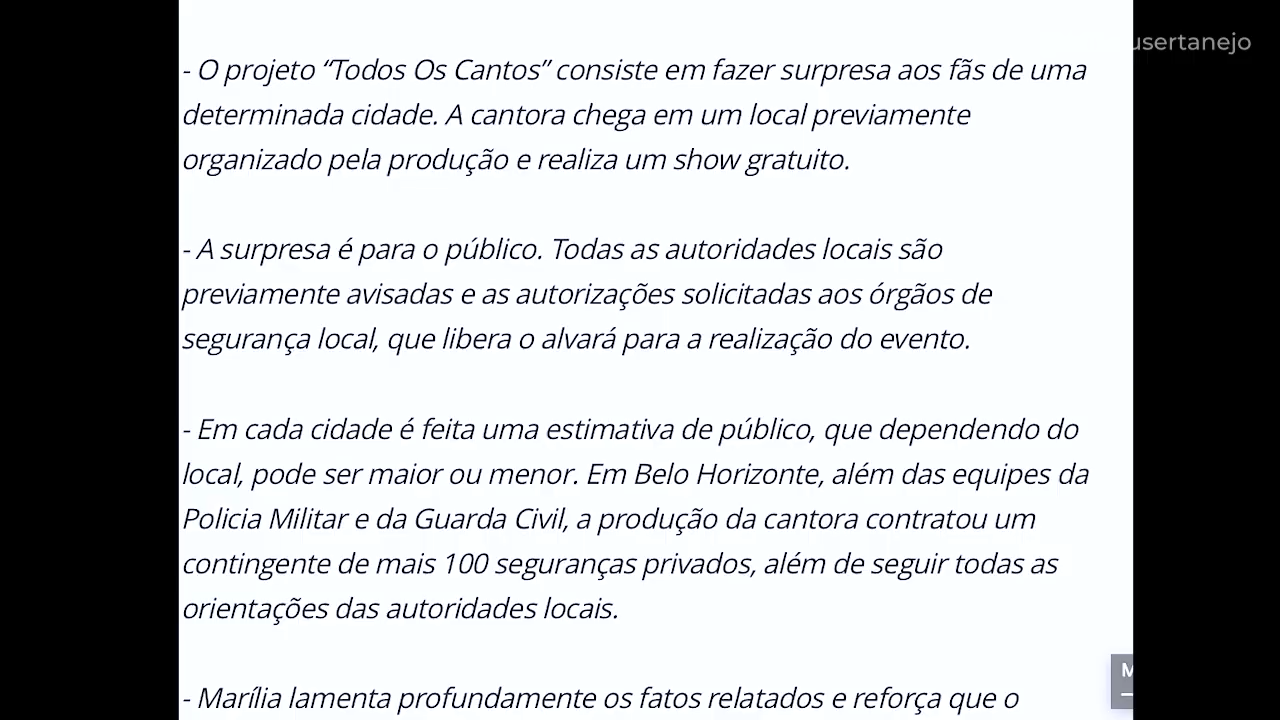 usertanejo
- O projeto “Todos Os Cantos” consiste em fazer surpresa aos fãs de uma
determinada cidade. A cantora chega em um local previamente
organizado pela produção e realiza um show gratuito.
- A surpresa é para o público. Todas as autoridades locais são
previamente avisadas e as autorizações solicitadas aos órgãos de
segurança local, que libera o alvará para a realização do evento.
- Em cada cidade é feita uma estimativa de público, que dependendo do
local, pode ser maior ou menor. Em Belo Horizonte, além das equipes da
Policia Militar e da Guarda Civil, a produção da cantora contratou um
contingente de mais 100 seguranças privados, além de seguir todas as
orientações das autoridades locais.
- Marília lamenta profundamente os fatos relatados e reforça que o